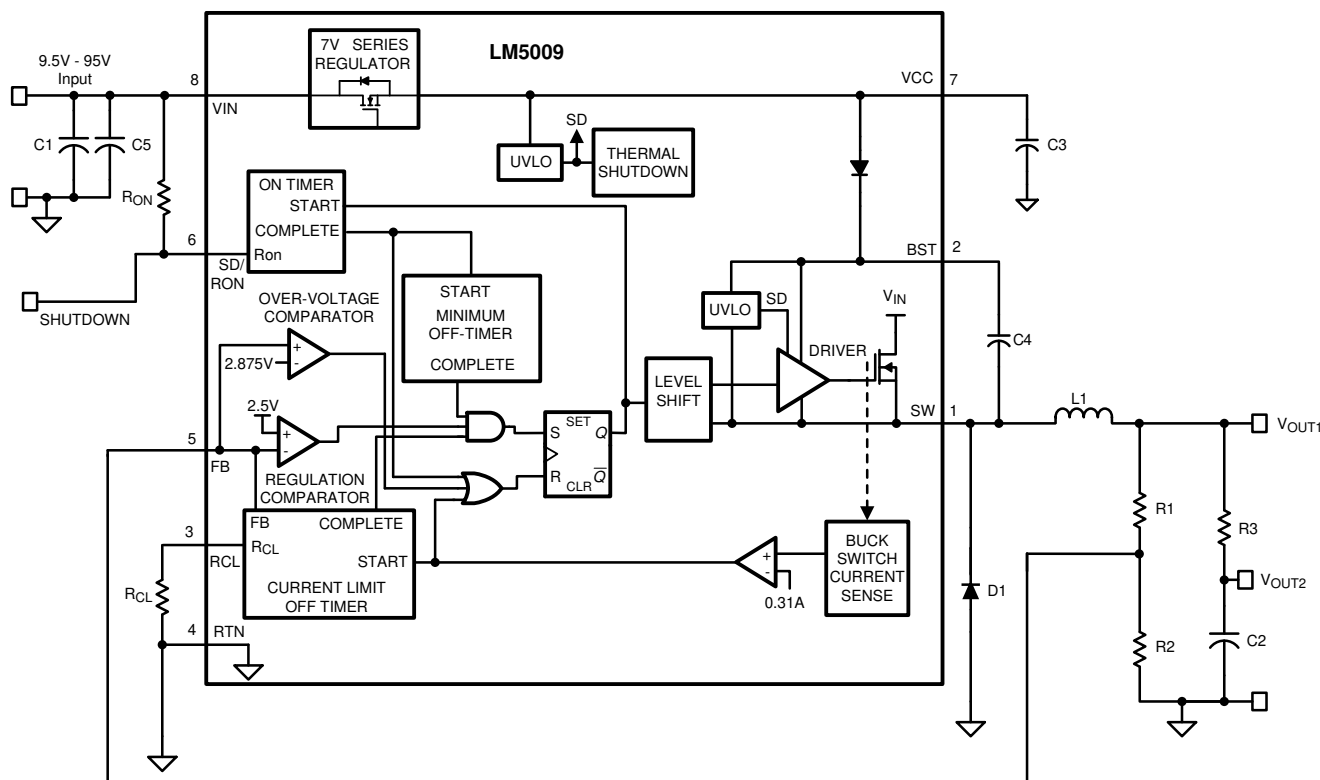 LM5009
7V SERIES
REGULATOR
9.5V - 95V
Input
8
VIN
VCC
7
C1
C5
C3
SD
UVLO
THERMAL
SHUTDOWN
RON
ON TIMER
START
COMPLETE
Ron
6
SD/
RON
SHUTDOWN
BST
2
START
MINIMUM
OFF-TIMER
COMPLETE
OVER-VOLTAGE
COMPARATOR
+
-
2.875V
UVLO
SD
VIN
DRIVER
C4
LEVEL
SHIFT
2.5V
+
-
5
FB
REGULATION
COMPARATOR
S
SET
Q
R
CLR
Q
SW
1
L1
VOUT1
R1
R3
VOUT2
R2
C2
D1
FB
COMPLETE
RCL
START
CURRENT LIMIT
OFF TIMER
3
RCL
RCL
4
RTN
+
-
0.31A
BUCK
SWITCH
CURRENT
SENSE